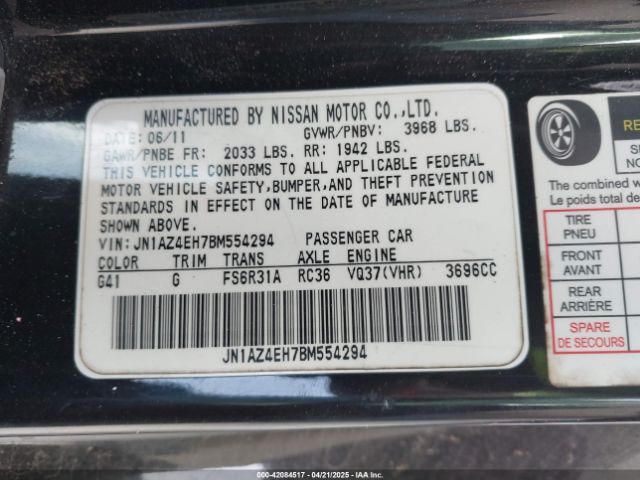 MANUFACTURED BY NISSAN MOTOR CO.,LTD.
DATE: 06/11 GVWR/PNBV: 3968 LBS.
GAWR/PNBE FR: 2033 LBS. RR: 1942 LBS.
THIS VEHICLE CONFORMS TO ALL APPLICABLE FEDERAL
MOTOR VEHICLE SAFETY,BUMPER,AND THEFT PREVENTION
STANDARDS IN EFFECT ON THE DATE OF MANUFACTURE
SHOWN ABOVE.
VIN: JN1AZ4EH7BM554294 PASSENGER CAR
COLOR TRIM TRANS AXLE ENGINE
G41 G FS6R31A RC36 VQ37(VHR) 3696CC
JN1AZ4EH7BM554294
The combined w
Le poids total d
TIRE
PNEU
FRONT
AVANT
REAR
ARRIÈRE
SPARE
DE SECOURS
000-42084517 - 04/21/2025 - IAAI.COM